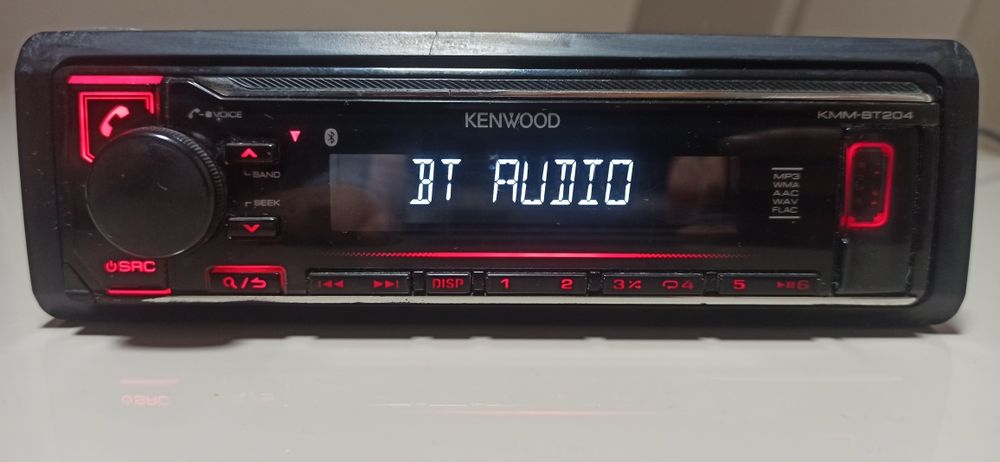 KENWOOD
KMM-BT204
VOICE
BAND
SEEK
BT AUDIO
MP3
WMA
AAC
WAV
FLAC
SRC
DISP
1
2
3
4
5
6